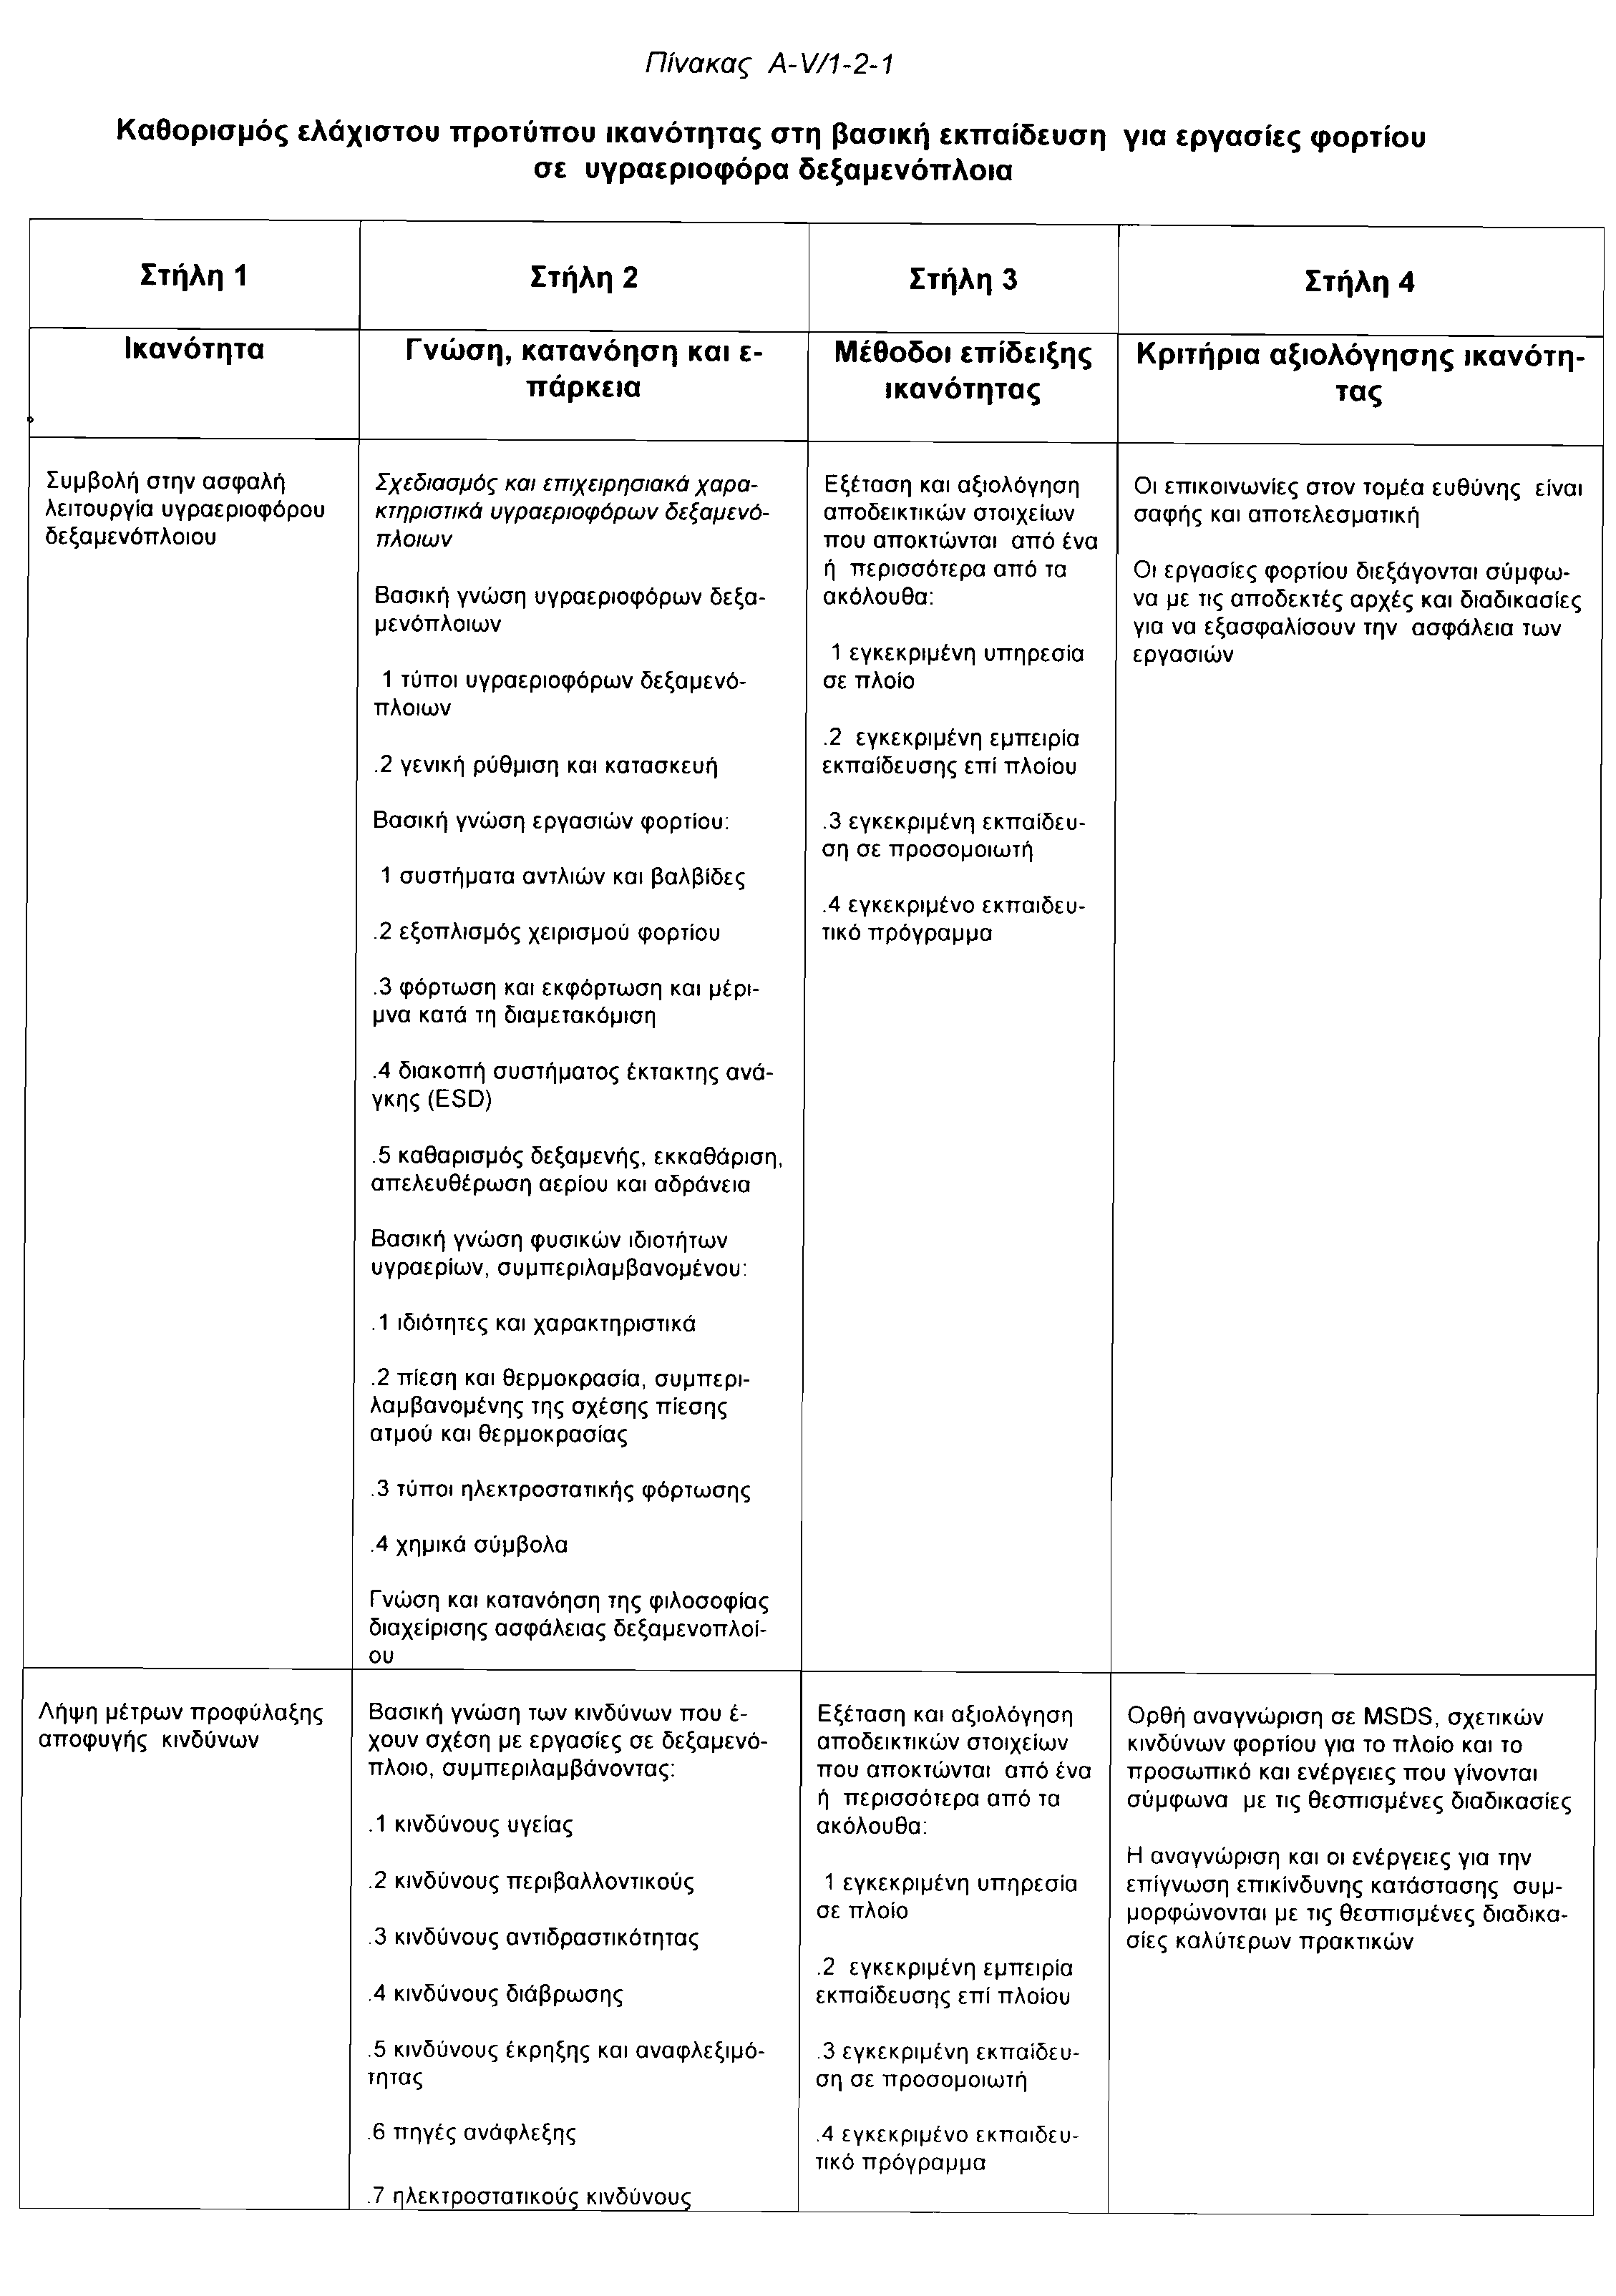 Πίνακας Α-V/1-2-1
Καθορισμός ελάχιστου προτύπου ικανότητας στη βασική εκπαίδευση για εργασίες φορτίου
σε υγραεριοφόρα δεξαμενόπλοια
Στήλη 1
Στήλη 2
Στήλη 3
Στήλη 4
Ικανότητα
Γνώση, κατανόηση και ε-
πάρκεια
Μέθοδοι επίδειξης
ικανότητας
Κριτήρια αξιολόγησης ικανότη-
τας
Συμβολή στην ασφαλή
λειτουργία υγραεριοφόρου
δεξαμενόπλοιου
Σχεδιασμός και επιχειρησιακά χαρα-
κτηριστικά υγραεριοφόρων δεξαμενό-
πλοιων
Βασική γνώση υγραεριοφόρων δεξα-
μενόπλοιων
1 τύποι υγραεριοφόρων δεξαμενό-
πλοιων
.2 γενική ρύθμιση και κατασκευή
Βασική γνώση εργασιών φορτίου:
1 συστήματα αντλιών και βαλβίδες
.2 εξοπλισμός χειρισμού φορτίου
.3 φόρτωση και εκφόρτωση και μέρι-
μνα κατά τη διαμετακόμιση
.4 διακοπή συστήματος έκτακτης ανά-
γκης (ESD)
.5 καθαρισμός δεξαμενής, εκκαθάριση,
απελευθέρωση αερίου και αδράνεια
Βασική γνώση φυσικών ιδιοτήτων
υγραερίων, συμπεριλαμβανομένου:
.1 ιδιότητες και χαρακτηριστικά
.2 πίεση και θερμοκρασία, συμπερι-
λαμβανομένης της σχέσης πίεσης
ατμού και θερμοκρασίας
.3 τύποι ηλεκτροστατικής φόρτωσης
.4 χημικά σύμβολα
Γνώση και κατανόηση της φιλοσοφίας
διαχείρισης ασφάλειας δεξαμενοπλοί-
ου
Εξέταση και αξιολόγηση
αποδεικτικών στοιχείων
που αποκτώνται από ένα
ή περισσότερα από τα
ακόλουθα:
1 εγκεκριμένη υπηρεσία
σε πλοίο
.2 εγκεκριμένη εμπειρία
εκπαίδευσης επί πλοίου
.3 εγκεκριμένη εκπαίδευ-
ση σε προσομοιωτή
.4 εγκεκριμένο εκπαιδευ-
τικό πρόγραμμα
Οι επικοινωνίες στον τομέα ευθύνης είναι
σαφής και αποτελεσματική
Οι εργασίες φορτίου διεξάγονται σύμφω-
να με τις αποδεκτές αρχές και διαδικασίες
για να εξασφαλίσουν την ασφάλεια των
εργασιών
Λήψη μέτρων προφύλαξης
αποφυγής κινδύνων
Βασική γνώση των κινδύνων που έ-
χουν σχέση με εργασίες σε δεξαμενό-
πλοιο, συμπεριλαμβάνοντας:
.1 κινδύνους υγείας
.2 κινδύνους περιβαλλοντικούς
.3 κινδύνους αντιδραστικότητας
.4 κινδύνους διάβρωσης
.5 κινδύνους έκρηξης και αναφλεξιμό-
τητας
.6 πηγές ανάφλεξης
.7 ηλεκτροστατικούς κινδύνους
Εξέταση και αξιολόγηση
αποδεικτικών στοιχείων
που αποκτώνται από ένα
ή περισσότερα από τα
ακόλουθα:
1 εγκεκριμένη υπηρεσία
σε πλοίο
.2 εγκεκριμένη εμπειρία
εκπαίδευσης επί πλοίου
.3 εγκεκριμένη εκπαίδευ-
ση σε προσομοιωτή
.4 εγκεκριμένο εκπαιδευ-
τικό πρόγραμμα
Ορθή αναγνώριση σε MSDS, σχετικών
κινδύνων φορτίου για το πλοίο και το
προσωπικό και ενέργειες που γίνονται
σύμφωνα με τις θεσπισμένες διαδικασίες
Η αναγνώριση και οι ενέργειες για την
επίγνωση επικίνδυνης κατάστασης συμ-
μορφώνονται με τις θεσπισμένες διαδικα-
σίες καλύτερων πρακτικών